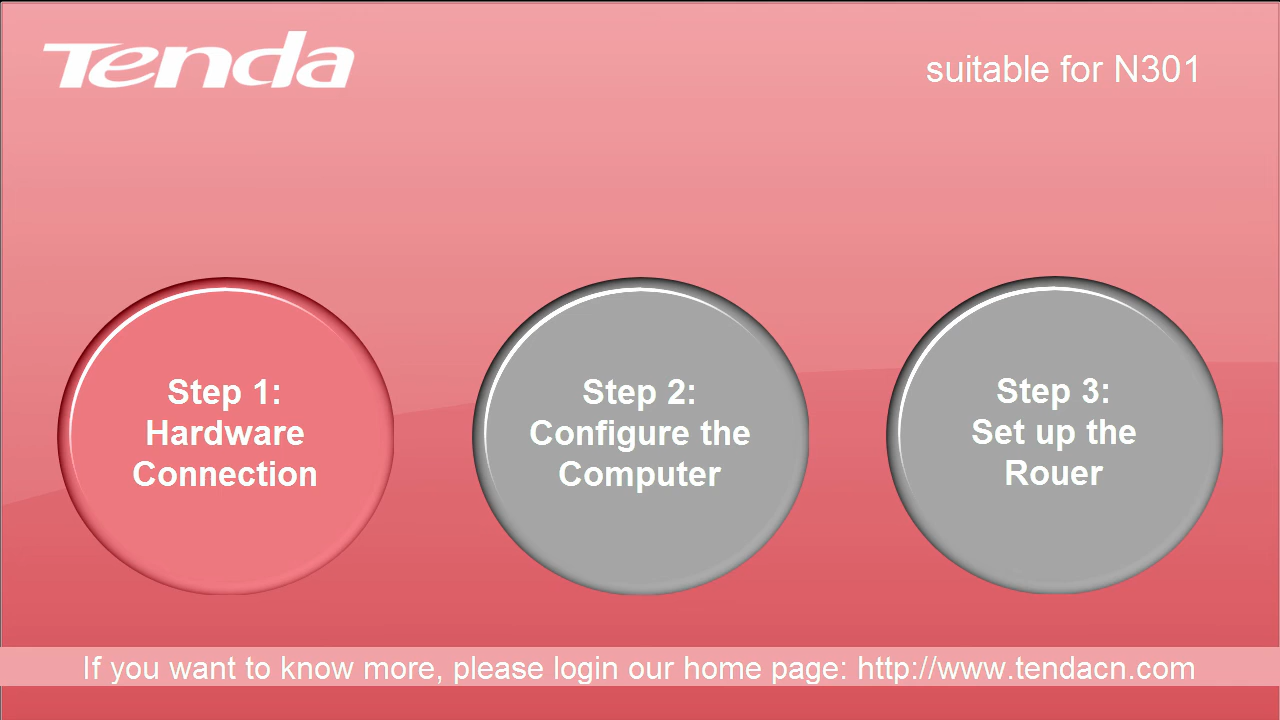 Tenda
suitable for N301
Step 1:
Hardware
Connection
Step 2:
Configure the
Computer
Step 3:
Set up the
Rouer
If you want to know more, please login our home page: http://www.tendacn.com